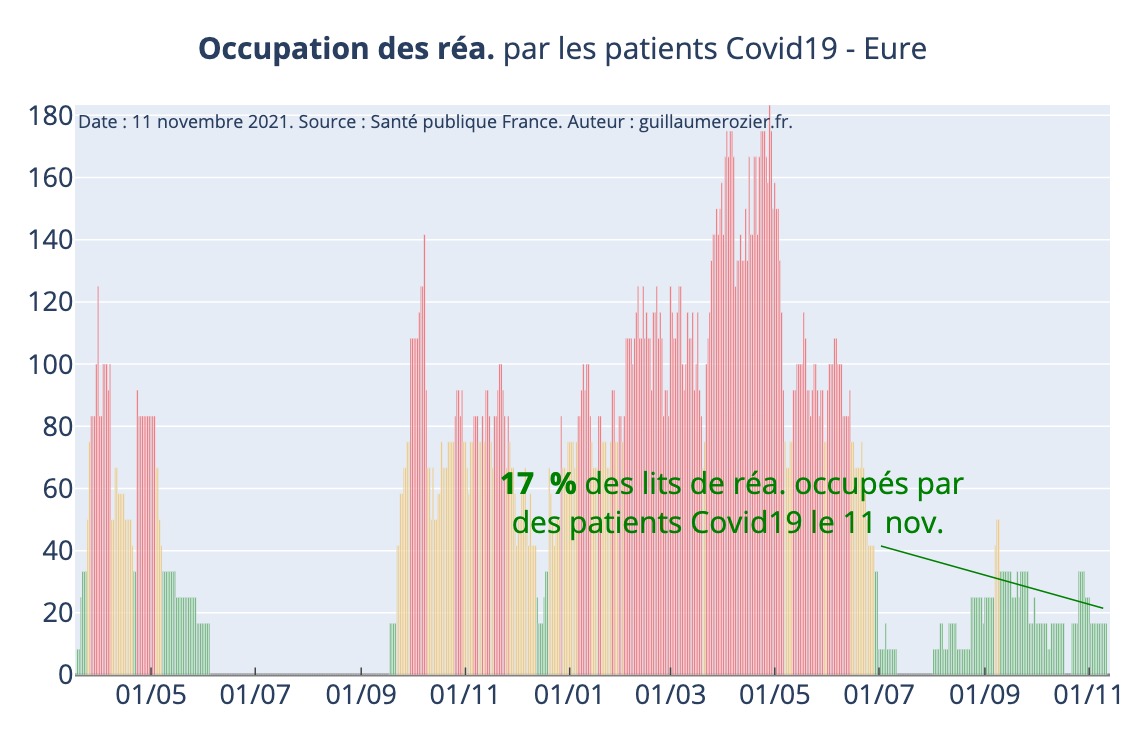 Occupation des réa. par les patients Covid19 - Eure
180
Date : 11 novembre 2021. Source : Santé publique France. Auteur : guillaumerozier.fr.
160
140
120
100
80
60
40
20
0
17 % des lits de réa. occupés par
des patients Covid19 le 11 nov.
01/05 01/07 01/09 01/11 01/01 01/03 01/05 01/07 01/09 01/11